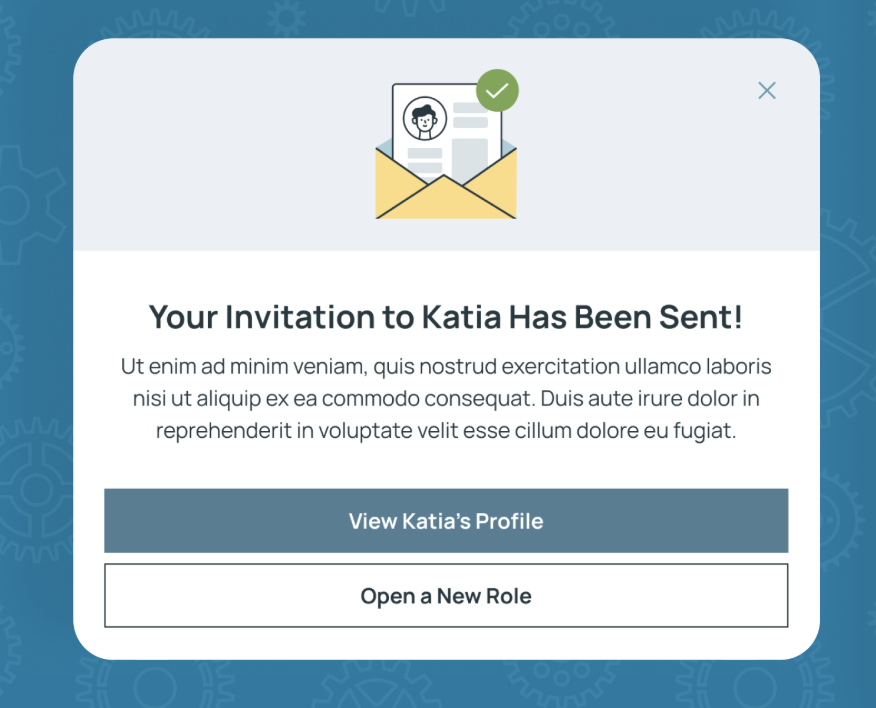 Your Invitation to Katia Has Been Sent!
Ut enim ad minim veniam, quis nostrud exercitation ullamco laboris
nisi ut aliquip ex ea commodo consequat. Duis aute irure dolor in
reprehenderit in voluptate velit esse cillum dolore eu fugiat.
View Katia's Profile
Open a New Role